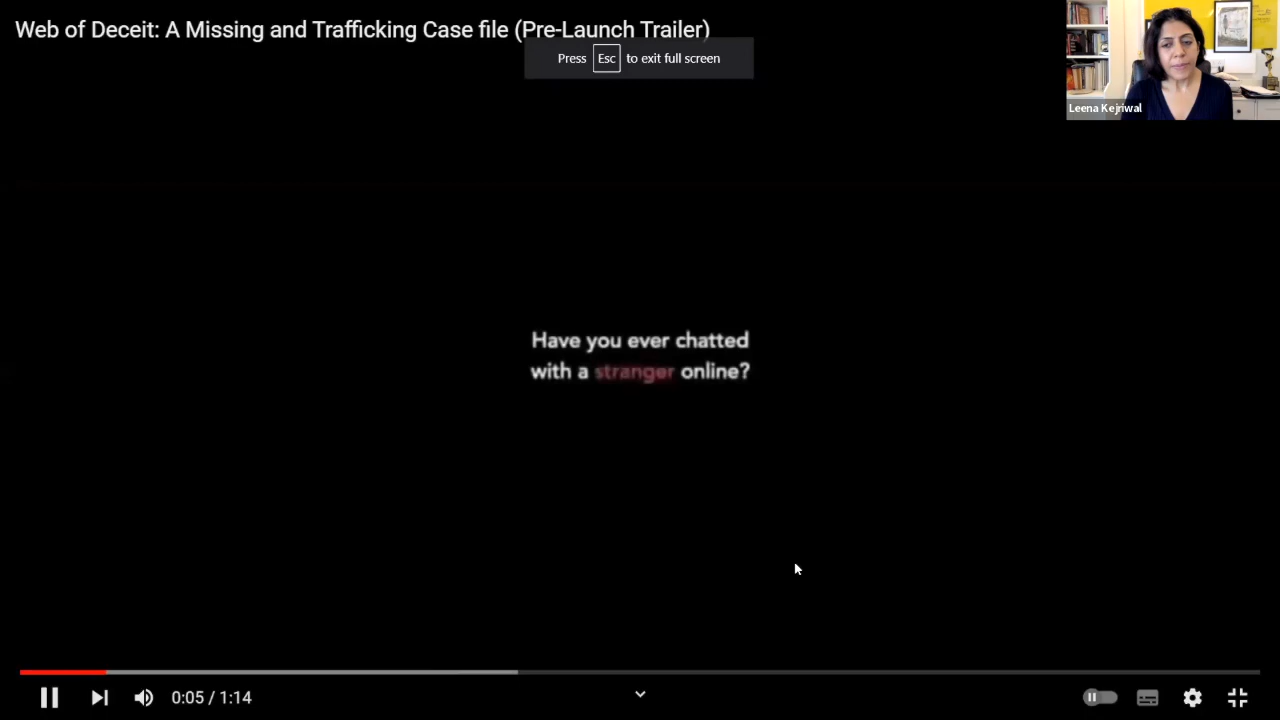 Web of Deceit: A Missing and Trafficking Case file (Pre-Launch Trailer)
Press Esc to exit full screen
Leena Kejriwal
Have you ever chatted
with a stranger online?
0:05 / 1:14